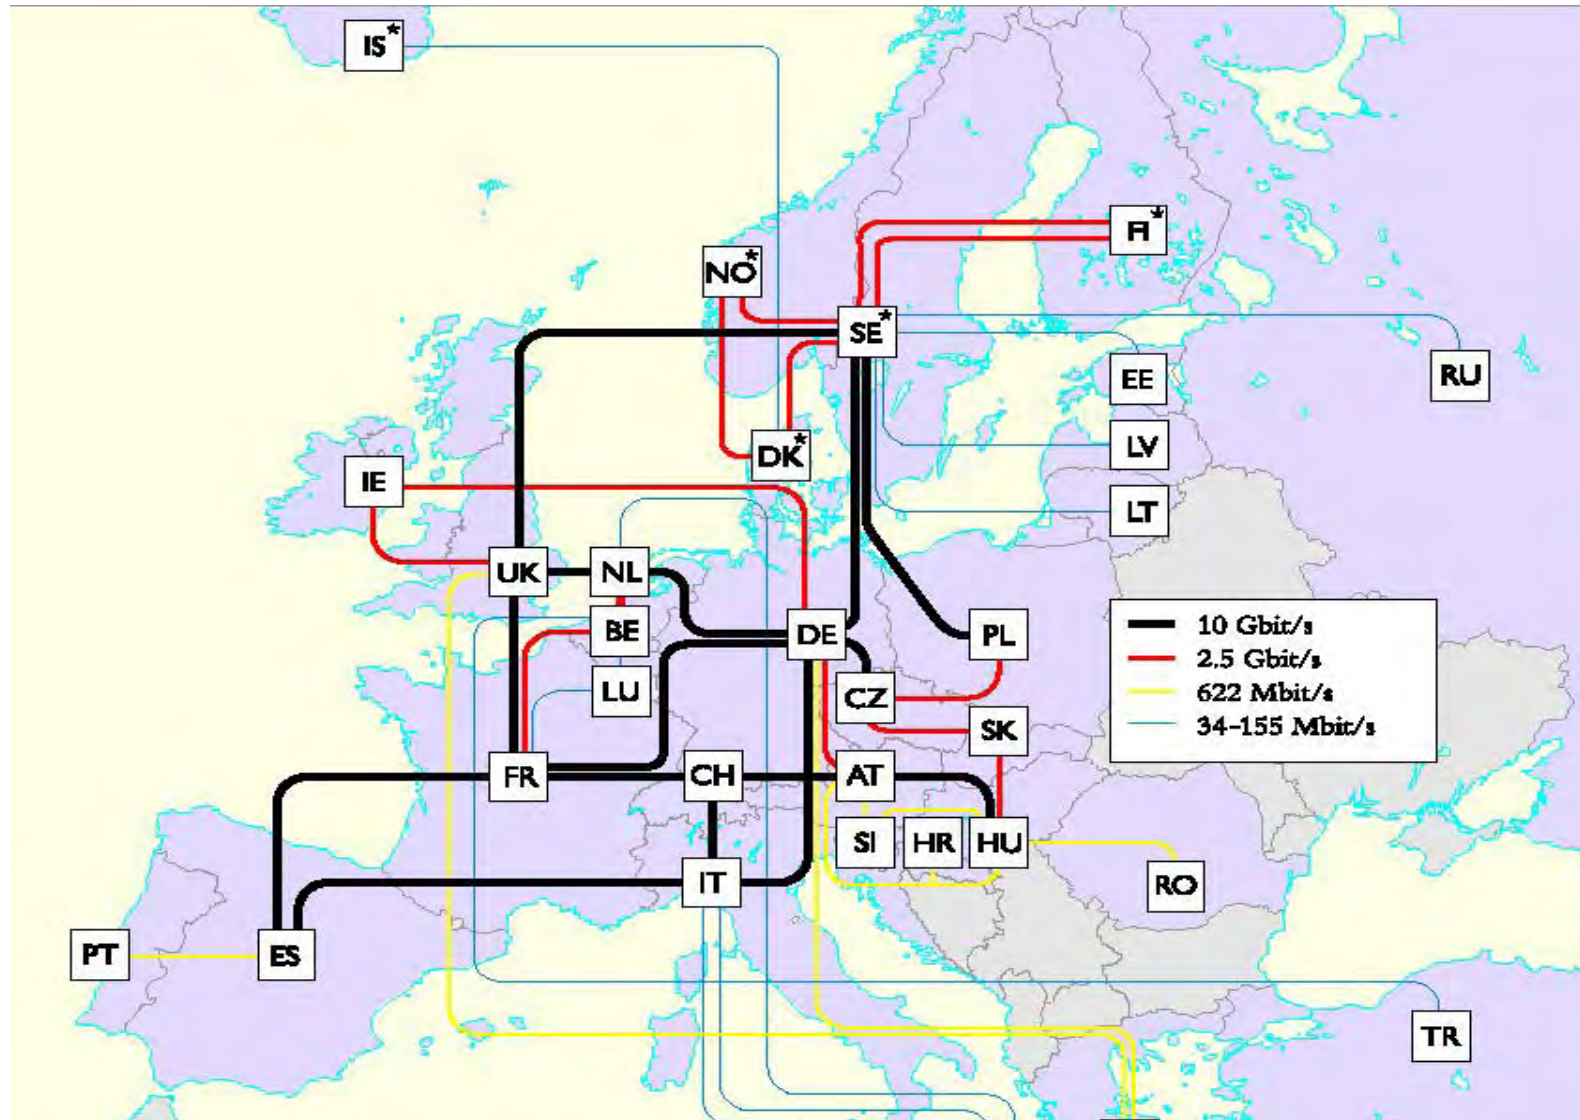 IS*
FI*
NO*
SE*
EE
RU
DK*
LV
IE
LT
UK
NL
BE
DE
PL
10 Gbit/s
2.5 Gbit/s
622 Mbit/s
34-155 Mbit/s
LU
CZ
SK
FR
CH
AT
SI
HR
HU
IT
RO
PT
ES
TR